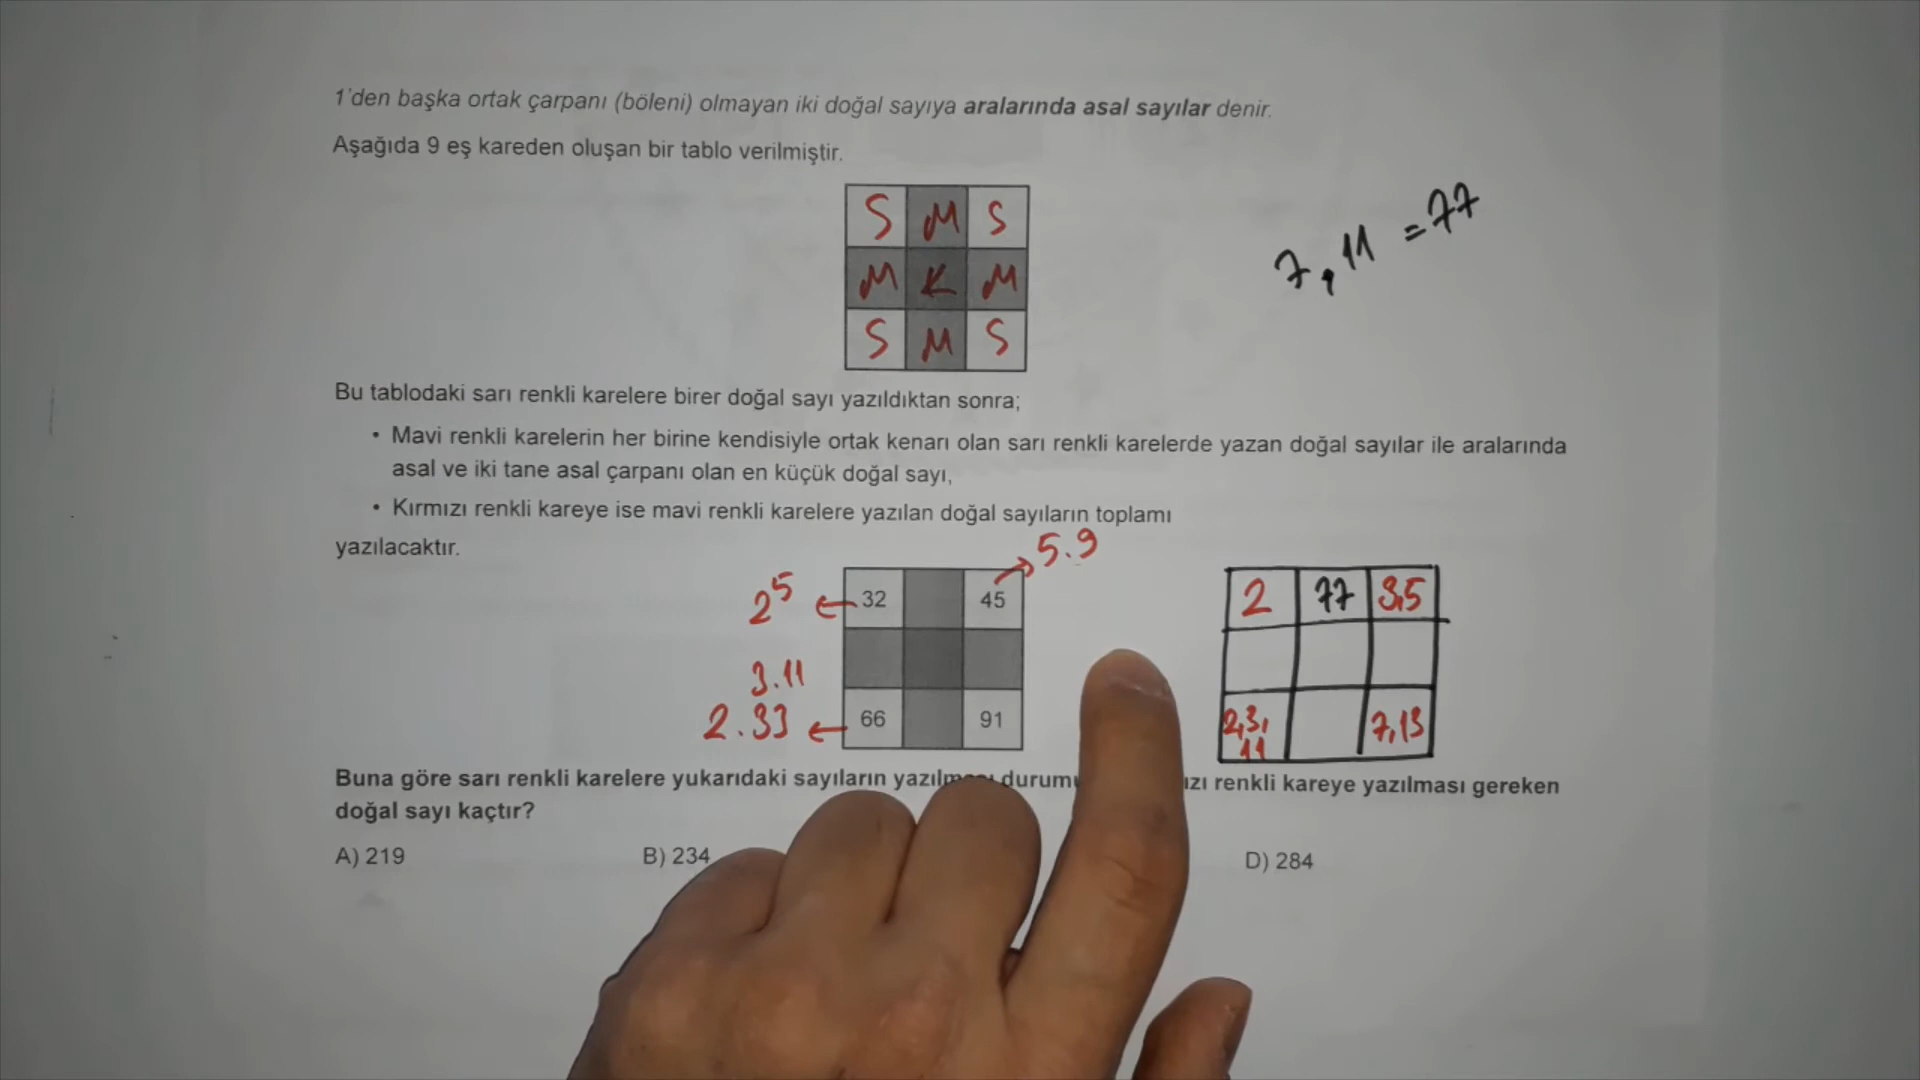 1'den başka ortak çarpanı (böleni) olmayan iki doğal sayıya aralarında asal sayılar denir.
Aşağıda 9 eş kareden oluşan bir tablo verilmiştir.
S M S
M K M
S M S
7, 11 = 77
Bu tablodaki sarı renkli karelere birer doğal sayı yazıldıktan sonra;
• Mavi renkli karelerin her birine kendisiyle ortak kenarı olan sarı renkli karelerde yazan doğal sayılar ile aralarında
asal ve iki tane asal çarpanı olan en küçük doğal sayı,
• Kırmızı renkli kareye ise mavi renkli karelere yazılan doğal sayıların toplamı
yazılacaktır.
5.9
2⁵ ← 32 45
3.11
2.33 ← 66 91
2 77 3,5
2,3, 7,13
11
Buna göre sarı renkli karelere yukarıdaki sayıların durumu renkli kareye yazılması gereken
doğal sayı kaçtır?
A) 219 B) 234 D) 284